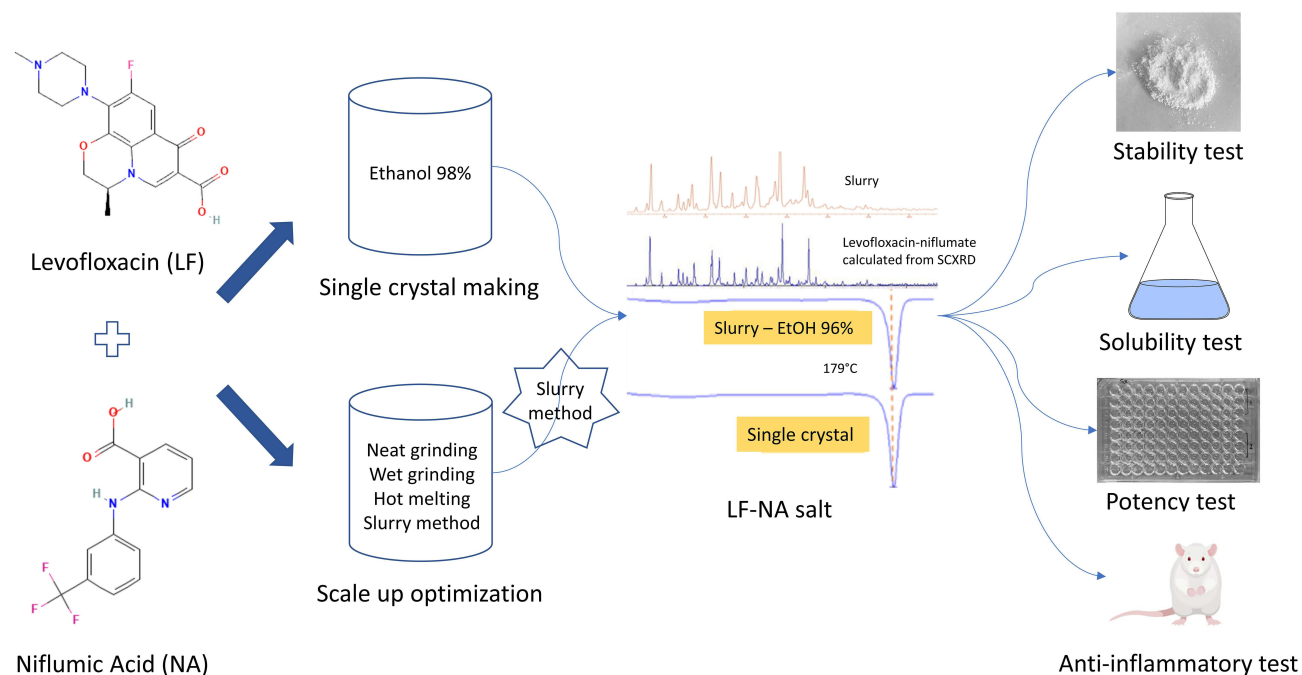 Levofloxacin (LF)
Niflumic Acid (NA)
Ethanol 98%
Single crystal making
Neat grinding
Wet grinding
Hot melting
Slurry method
Scale up optimization
Slurry
method
Slurry
Levofloxacin-niflumate
calculated from SCXRD
Slurry – EtOH 96%
179°C
Single crystal
LF-NA salt
Stability test
Solubility test
Potency test
Anti-inflammatory test
N
F
N
O
O
N
O
O
H
H
O
O
H
N
N
F
F
F